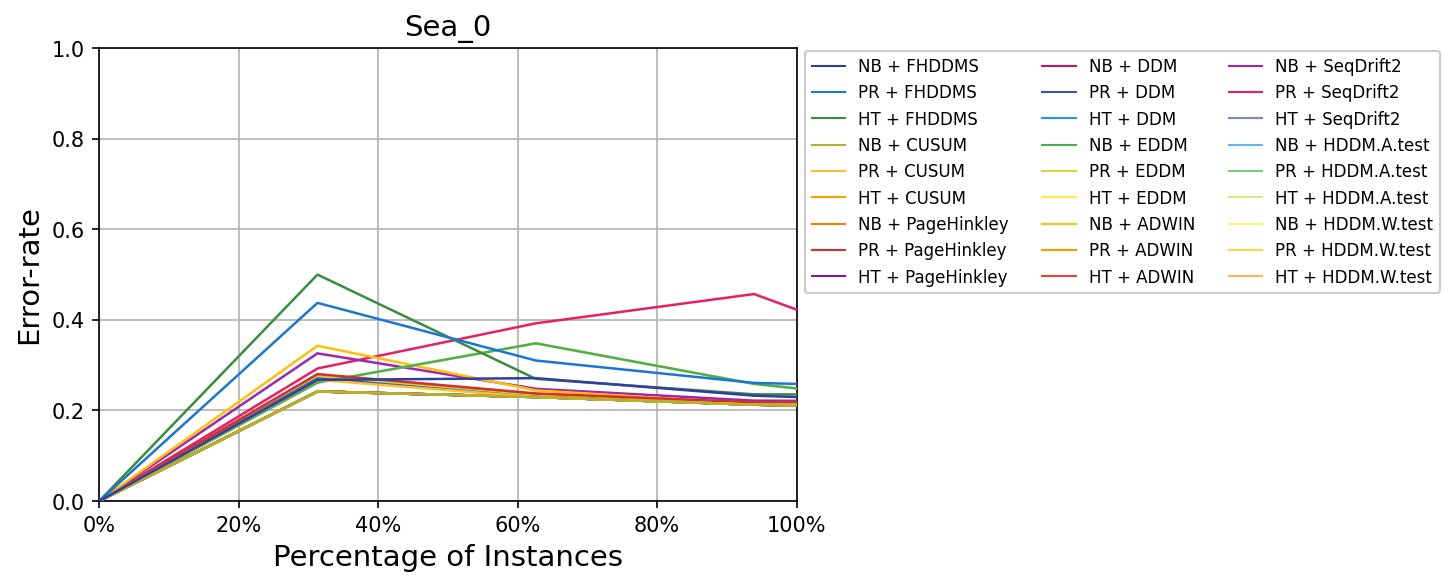 Sea_0
1.0
0.8
0.6
0.4
0.2
0.0
Error-rate
0%
20%
40%
60%
80%
100%
Percentage of Instances
NB + FHDDMS
PR + FHDDMS
HT + FHDDMS
NB + CUSUM
PR + CUSUM
HT + CUSUM
NB + PageHinkley
PR + PageHinkley
HT + PageHinkley
NB + DDM
PR + DDM
HT + DDM
NB + EDDM
PR + EDDM
HT + EDDM
NB + ADWIN
PR + ADWIN
HT + ADWIN
NB + SeqDrift2
PR + SeqDrift2
HT + SeqDrift2
NB + HDDM.A.test
PR + HDDM.A.test
HT + HDDM.A.test
NB + HDDM.W.test
PR + HDDM.W.test
HT + HDDM.W.test